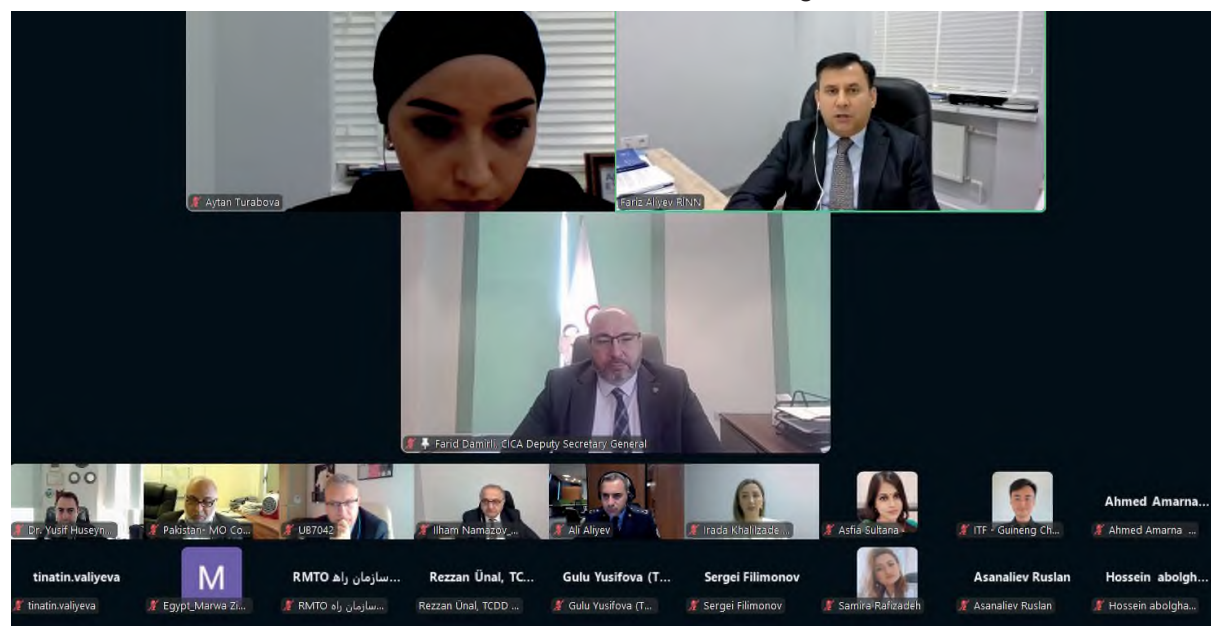 Aytan Turabova
Fariz Aliyev RİNN
Farid Damirli, CICA Deputy Secretary General
Dr. Yusif Huseyn...
Pakistan- MO Co...
UB7042
Ilham Namazov_...
Ali Aliyev
Irada Khalilzade ...
Asfia Sultana -
ITF - Guineng Ch...
Ahmed Amarna...
Ahmed Amarna ...
tinatin.valiyeva
M
RMTO سازمان راه...
Rezzan Ünal, TC...
Gulu Yusifova (T...
Sergei Filimonov
Asanaliev Ruslan
Hossein abolgh...
tinatin.valiyeva
Egypt_Marwa Zi...
RMTO سازمان راه و...
Rezzan Ünal, TCDD ...
Gulu Yusifova (T...
Sergei Filimonov
Samira Rafizadeh
Asanaliev Ruslan
Hossein abolgha...